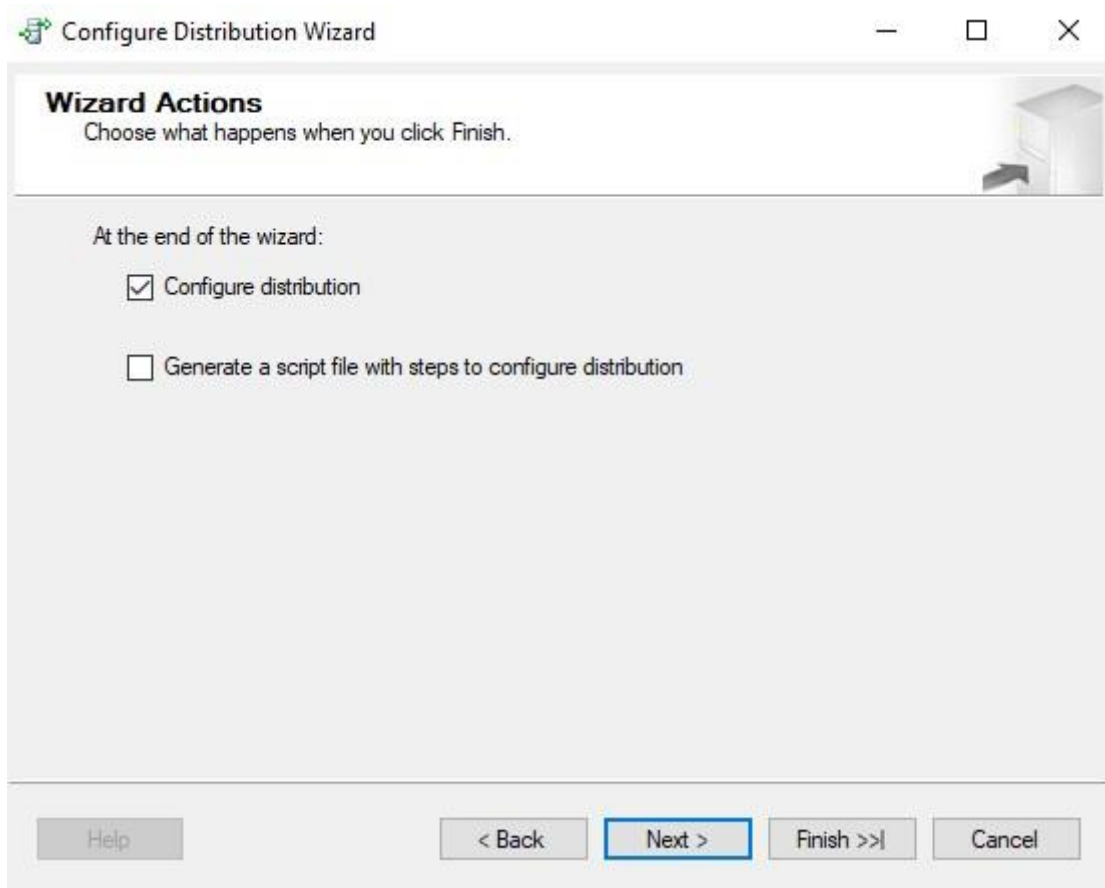 Configure Distribution Wizard
Wizard Actions
Choose what happens when you click Finish.
At the end of the wizard:
Configure distribution
Generate a script file with steps to configure distribution
Help
< Back
Next >
Finish >>|
Cancel